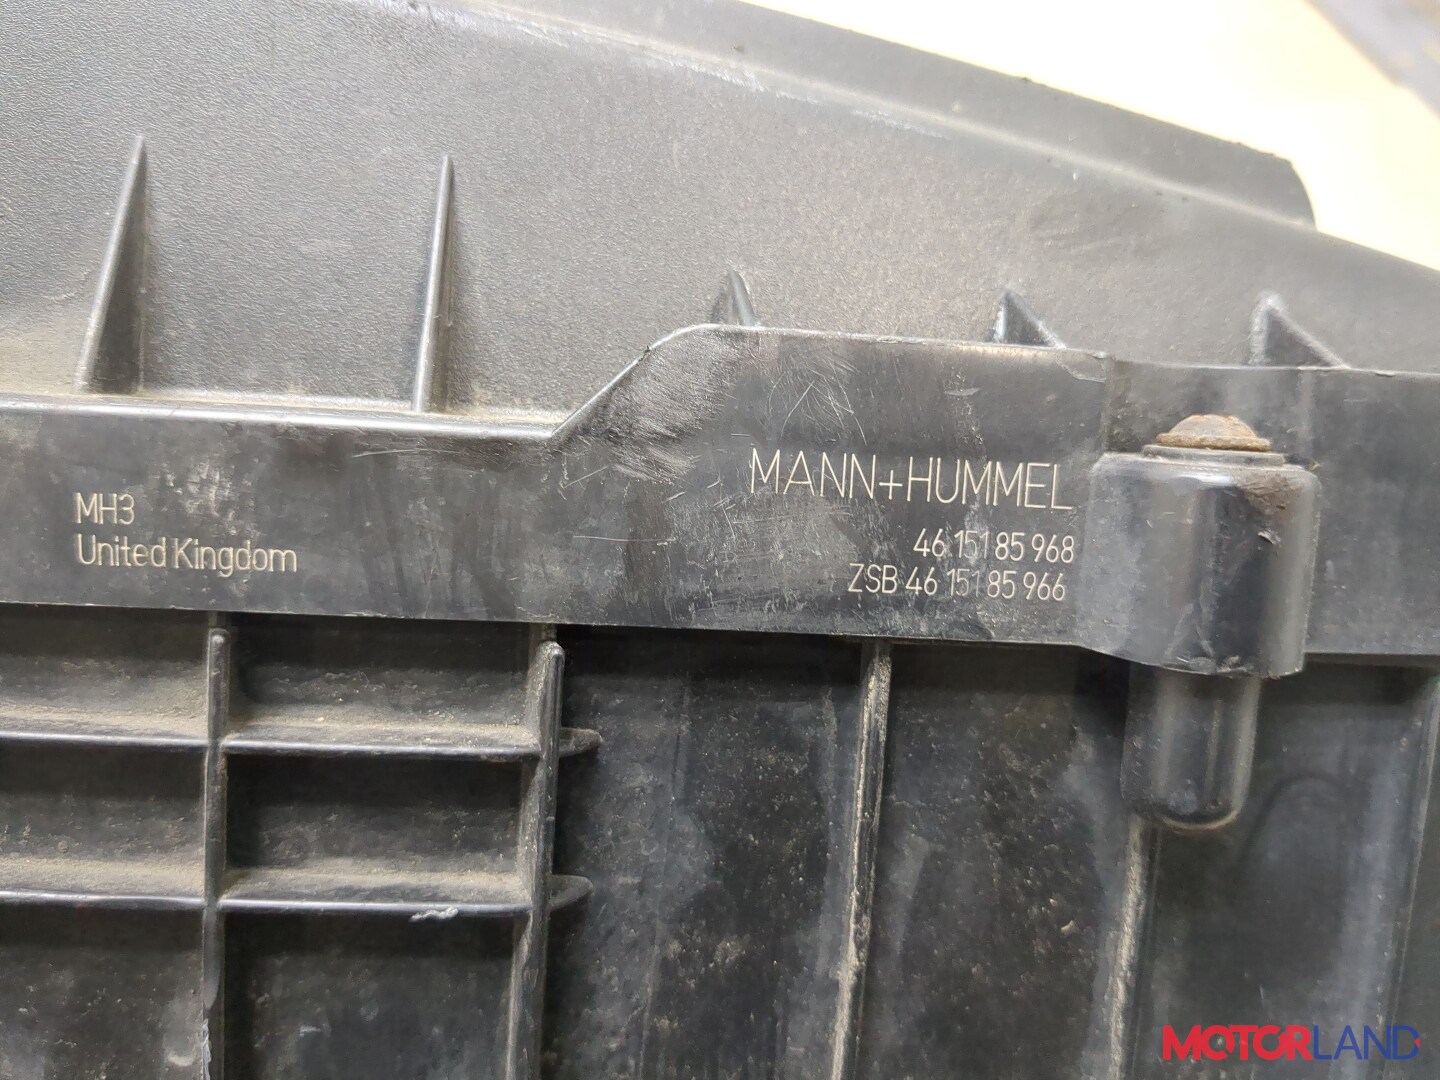 MANN+HUMMEL
46 151 85 968
ZSB 46 151 85 966
MH3
United Kingdom
MOTORLAND